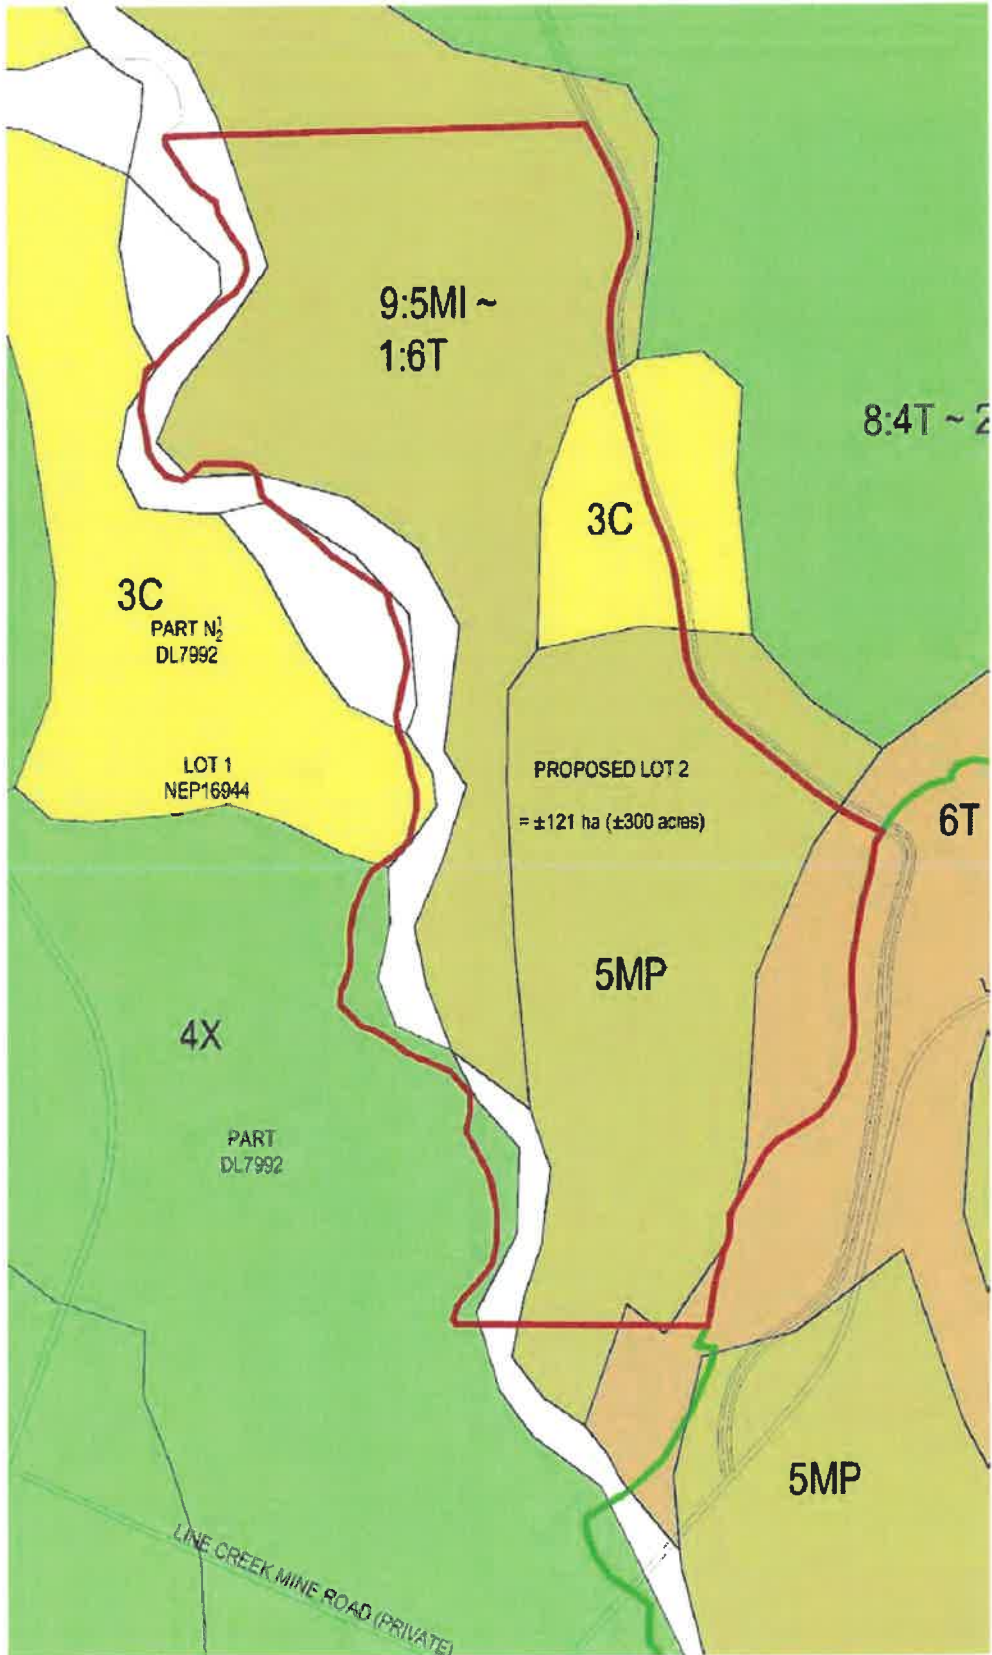 9:5MI ~
1:6T
8:4T ~ 2
3C
3C
PART N½
DL7992
LOT 1
NEP16944
PROPOSED LOT 2
= ±121 ha (±300 acres)
6T
5MP
4X
PART
DL7992
5MP
LINE CREEK MINE ROAD (PRIVATE)